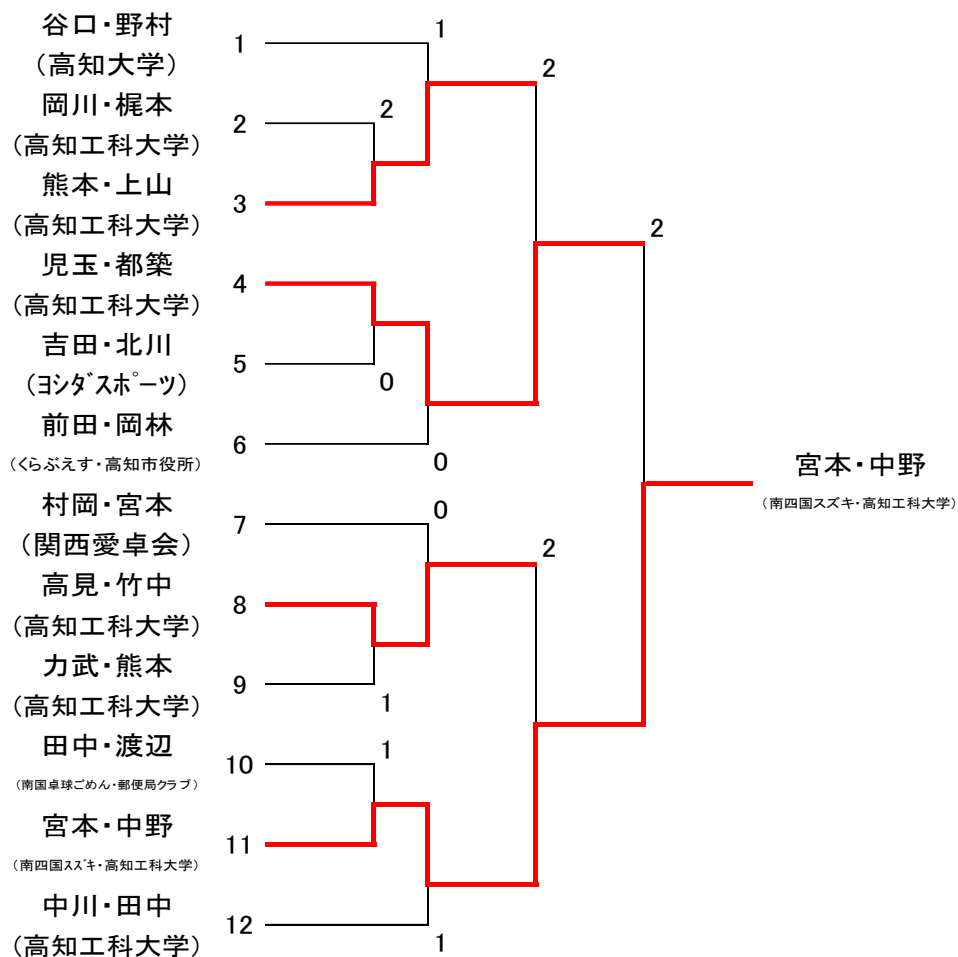 谷口・野村
1
1
（高知大学）
2
岡川・梶本
2
2
（高知工科大学）
熊本・上山
3
（高知工科大学）
2
児玉・都築
4
（高知工科大学）
吉田・北川
5
（ﾖｼﾀﾞｽﾎﾟｰﾂ）
0
前田・岡林
6
（くらぶえす・高知市役所）
0
宮本・中野
（南四国スズキ・高知工科大学）
村岡・宮本
7
0
（関西愛卓会）
2
高見・竹中
8
（高知工科大学）
力武・熊本
9
（高知工科大学）
1
田中・渡辺
10
1
（南国卓球ごめん・郵便局クラブ）
宮本・中野
11
（南四国ｽｽﾞｷ・高知工科大学）
中川・田中
12
（高知工科大学）
1